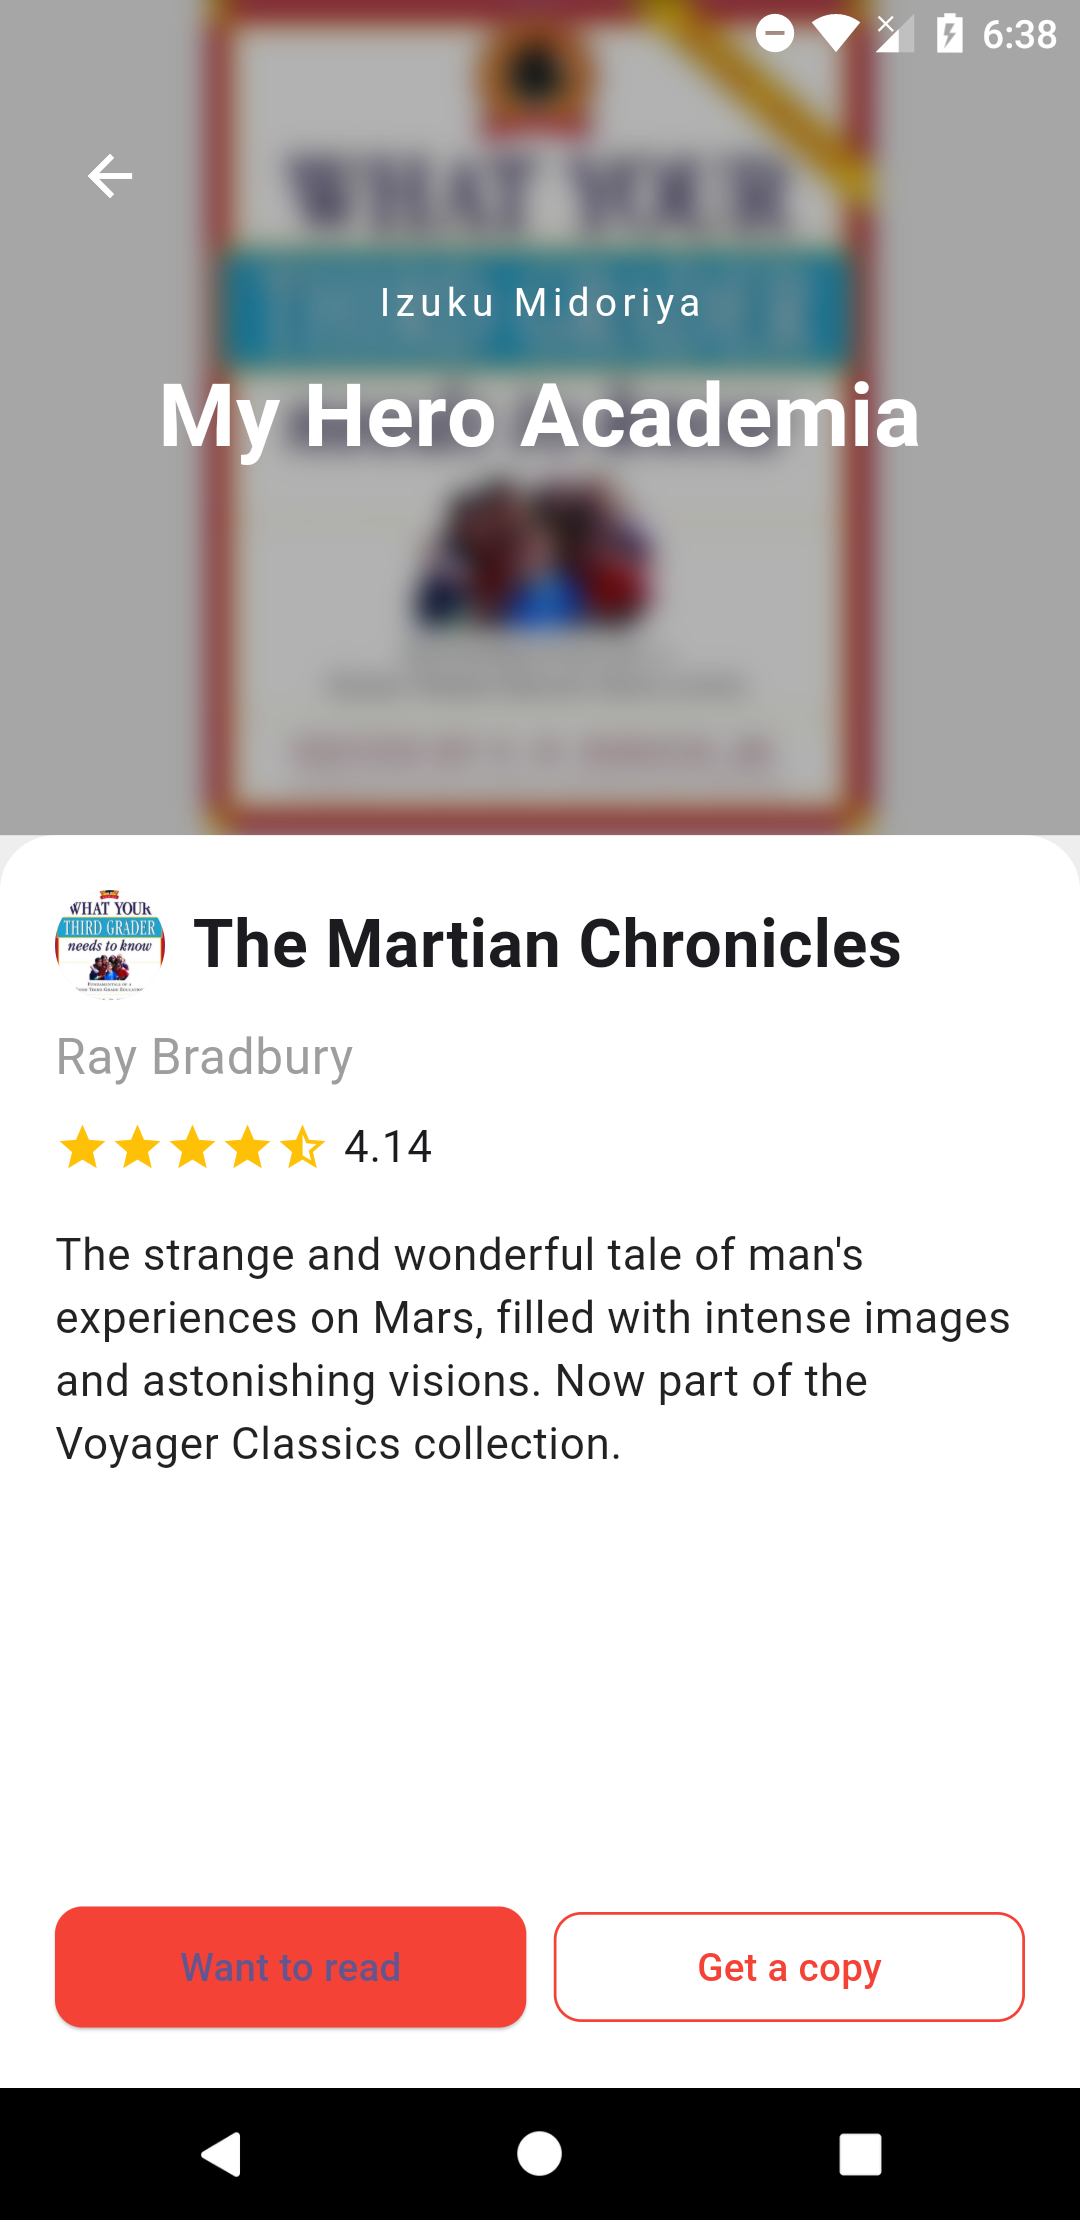 6:38
WHAT YOUR
Izuku Midoriya
My Hero Academia
WHAT YOUR
THIRD GRADER
needs to know
The Martian Chronicles
Ray Bradbury
4.14
The strange and wonderful tale of man's
experiences on Mars, filled with intense images
and astonishing visions. Now part of the
Voyager Classics collection.
Want to read
Get a copy